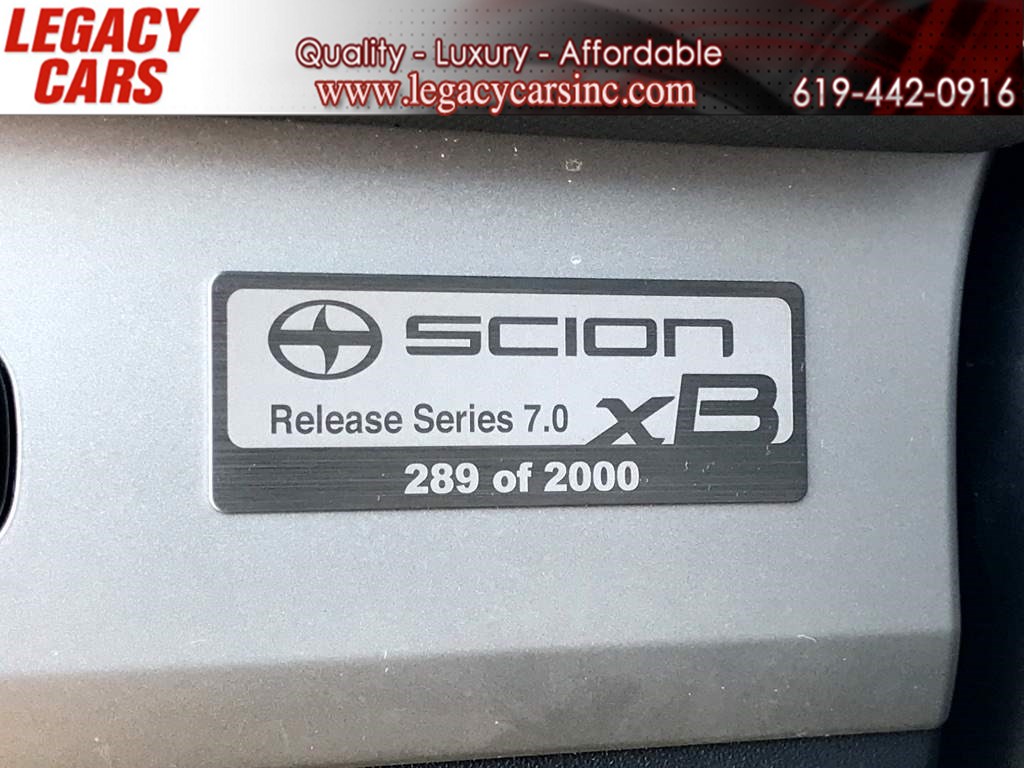 LEGACY
CARS
Quality - Luxury - Affordable
www.legacycarsinc.com
619-442-0916
SCION
Release Series 7.0 xB
289 of 2000